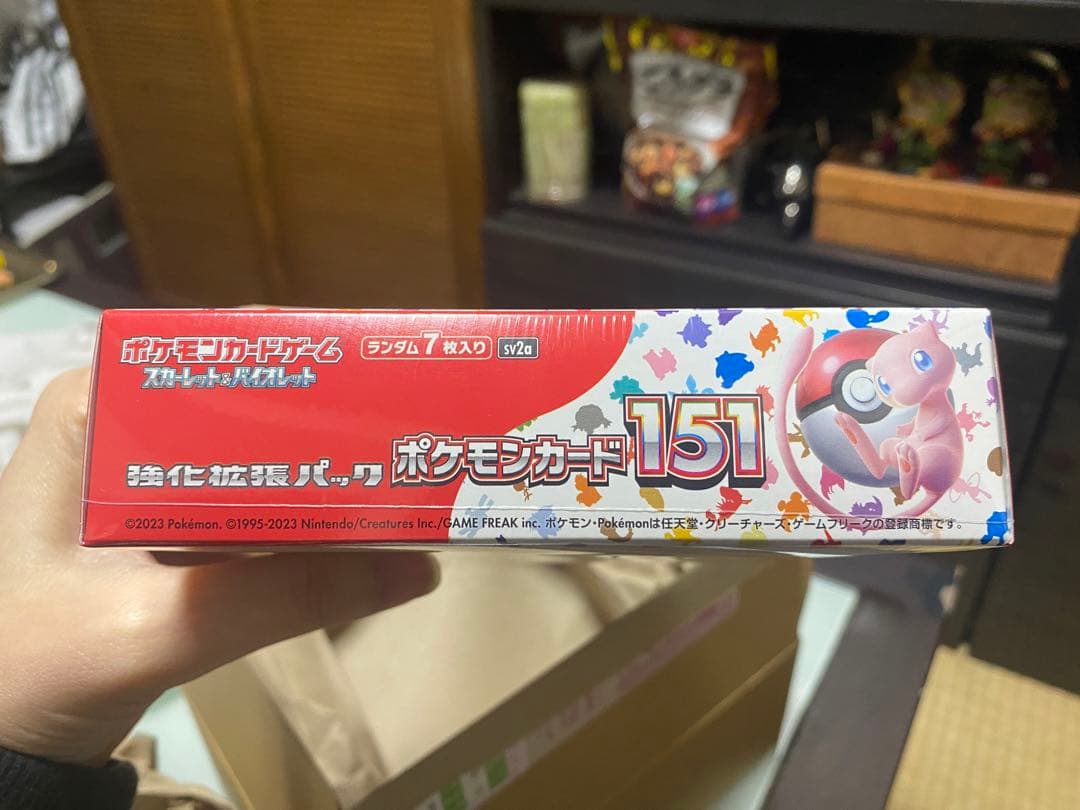 ポケモンカードゲーム
スカーレット&バイオレット
ランダム7枚入り sv2a
強化拡張パック ポケモンカード151
©2023 Pokémon. ©1995-2023 Nintendo/Creatures Inc./GAME FREAK inc. ポケモン・Pokémonは任天堂・クリーチャーズ・ゲームフリークの登録商標です。